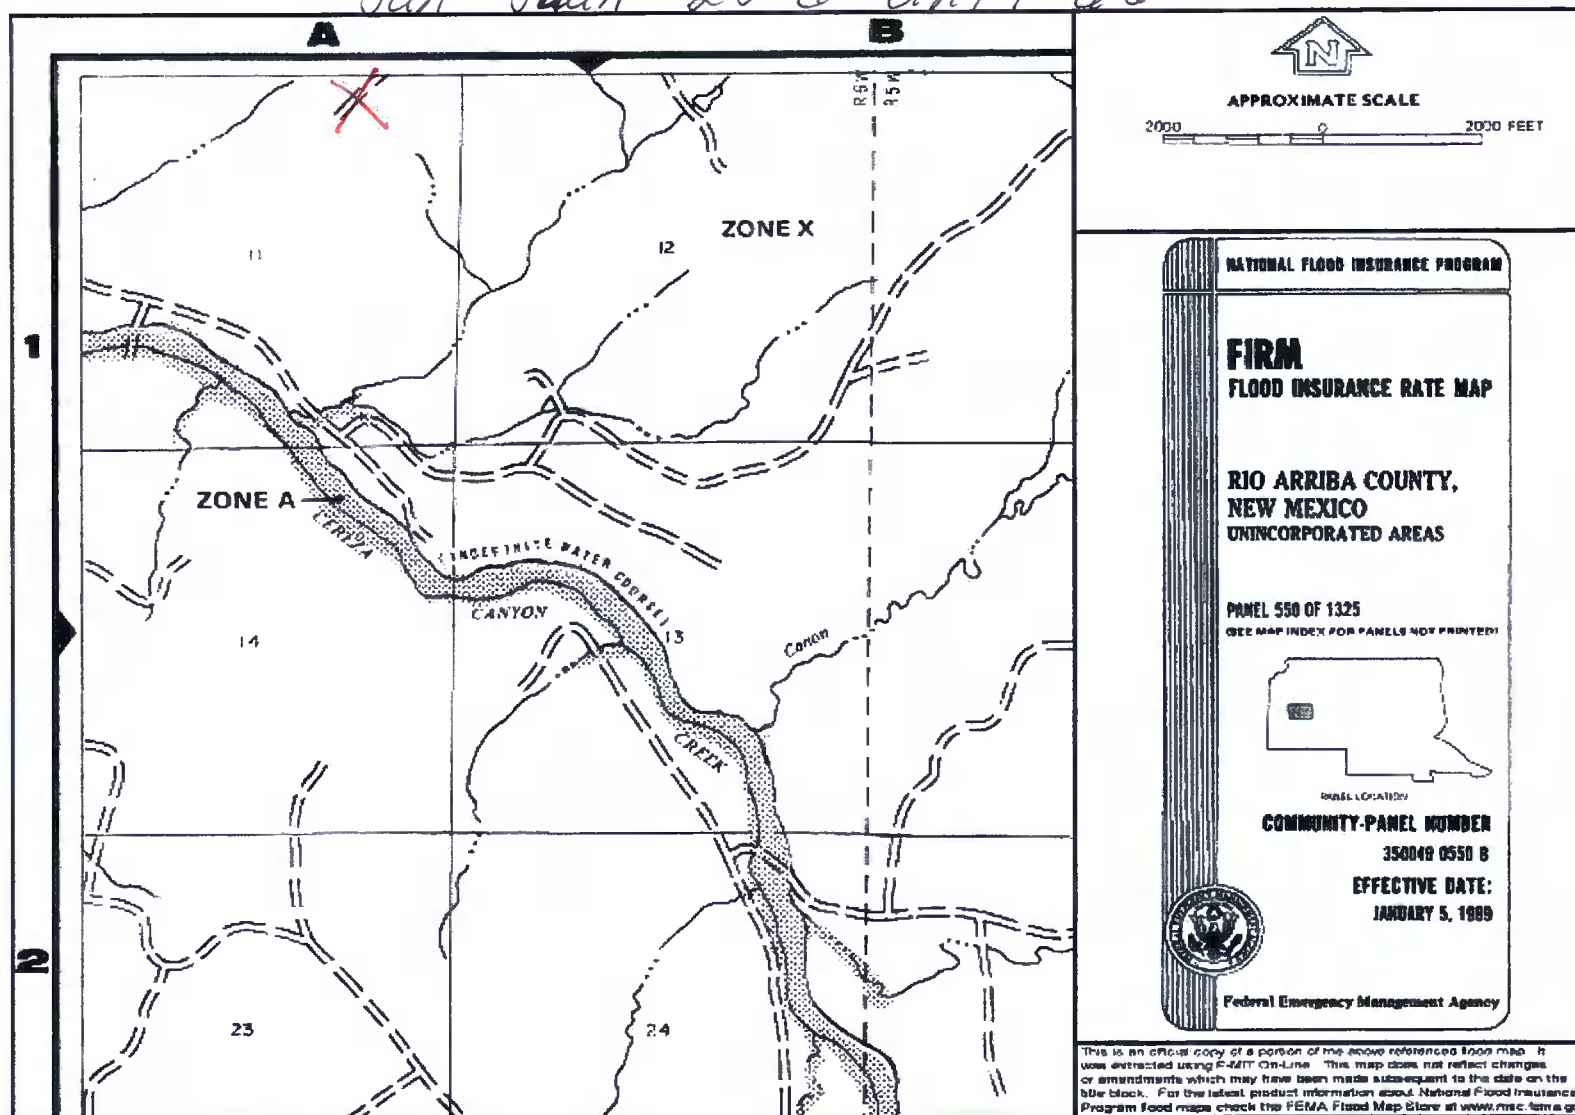 A
B
N
APPROXIMATE SCALE
2000 0 2000 FEET
R6W
R5W
ZONE X
11
12
1
ZONE A
CANYON
(INDEFINITE WATER COURSE)
14
13
Canon
CREEK
2
23
24
NATIONAL FLOOD INSURANCE PROGRAM
FIRM
FLOOD INSURANCE RATE MAP
RIO ARRIBA COUNTY,
NEW MEXICO
UNINCORPORATED AREAS
PANEL 550 OF 1325
(SEE MAP INDEX FOR PANELS NOT PRINTED)
PANEL LOCATION
COMMUNITY-PANEL NUMBER
350049 0550 B
EFFECTIVE DATE:
JANUARY 5, 1989
Federal Emergency Management Agency
This is an official copy of a portion of the above referenced flood map. It
was extracted using F-MIT On-Line. This map does not reflect changes
or amendments which may have been made subsequent to the date on the
title block. For the latest product information about National Flood Insurance
Program flood maps check the FEMA Flood Map Store at www.msc.fema.go